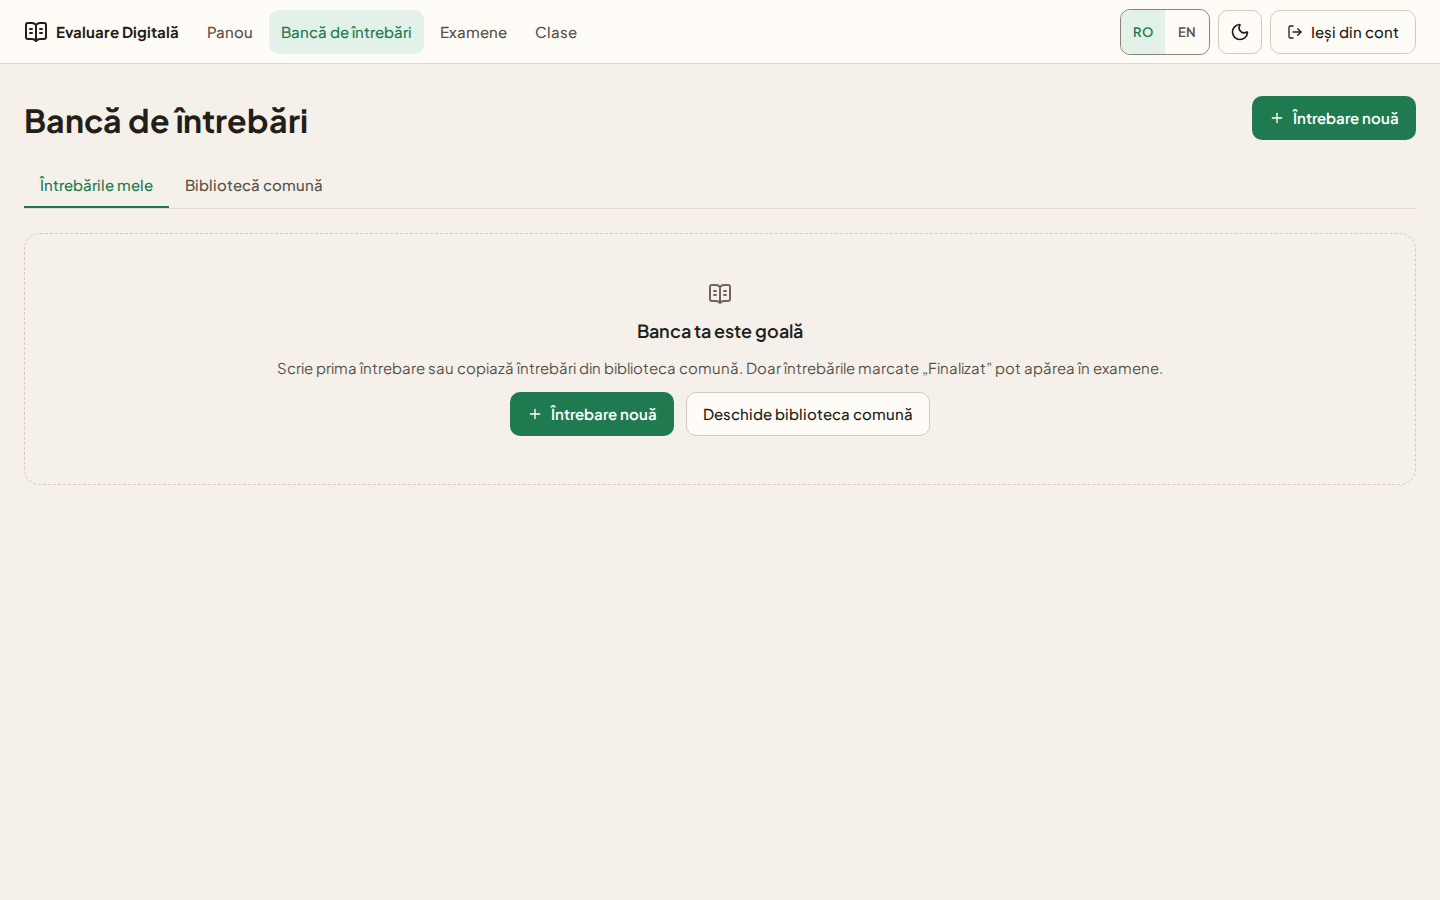 Evaluare Digitală
Panou
Bancă de întrebări
Examene
Clase
RO
EN
Ieși din cont
Bancă de întrebări
Întrebare nouă
Întrebările mele
Bibliotecă comună
Banca ta este goală
Scrie prima întrebare sau copiază întrebări din biblioteca comună. Doar întrebările marcate „Finalizat” pot apărea în examene.
Întrebare nouă
Deschide biblioteca comună